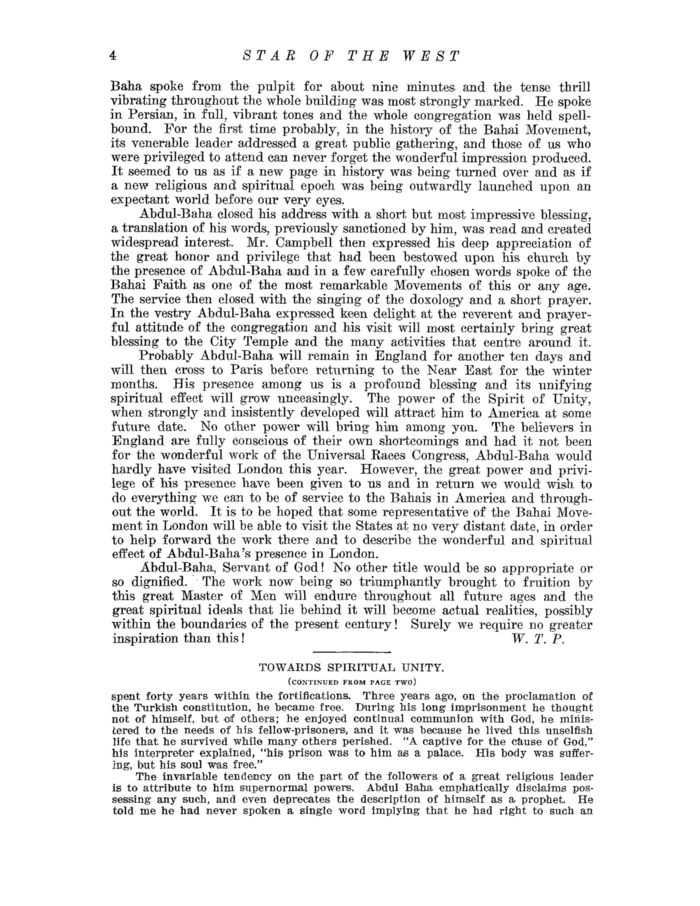 4 STAR OF THE WEST
Baha spoke from the pulpit for about nine minutes and the tense thrill
vibrating throughout the whole building was most strongly marked. He spoke
in Persian, in full, vibrant tones and the whole congregation was held spell-
bound. For the first time probably, in the history of the Bahai Movement,
its venerable leader addressed a great public gathering, and those of us who
were privileged to attend can never forget the wonderful impression produced.
It seemed to us as if a new page in history was being turned over and as if
a new religious and spiritual epoch was being outwardly launched upon an
expectant world before our very eyes.
Abdul-Baha closed his address with a short but most impressive blessing,
a translation of his words, previously sanctioned by him, was read and created
widespread interest. Mr. Campbell then expressed his deep appreciation of
the great honor and privilege that had been bestowed upon his church by
the presence of Abdul-Baha and in a few carefully chosen words spoke of the
Bahai Faith as one of the most remarkable Movements of this or any age.
The service then closed with the singing of the doxology and a short prayer.
In the vestry Abdul-Baha expressed keen delight at the reverent and prayer-
ful attitude of the congregation and his visit will most certainly bring great
blessing to the City Temple and the many activities that centre around it.
Probably Abdul-Baha will remain in England for another ten days and
will then cross to Paris before returning to the Near East for the winter
months. His presence among us is a profound blessing and its unifying
spiritual effect will grow unceasingly. The power of the Spirit of Unity,
when strongly and insistently developed will attract him to America at some
future date. No other power will bring him among you. The believers in
England are fully conscious of their own shortcomings and had it not been
for the wonderful work of the Universal Races Congress, Abdul-Baha would
hardly have visited London this year. However, the great power and privi-
lege of his presence have been given to us and in return we would wish to
do everything we can to be of service to the Bahais in America and through-
out the world. It is to be hoped that some representative of the Bahai Move-
ment in London will be able to visit the States at no very distant date, in order
to help forward the work there and to describe the wonderful and spiritual
effect of Abdul-Baha's presence in London.
Abdul-Baha, Servant of God! No other title would be so appropriate or
so dignified. The work now being so triumphantly brought to fruition by
this great Master of Men will endure throughout all future ages and the
great spiritual ideals that lie behind it will become actual realities, possibly
within the boundaries of the present century! Surely we require no greater
inspiration than this! W. T. P.
TOWARDS SPIRITUAL UNITY.
(CONTINUED FROM PAGE TWO)
spent forty years within the fortifications. Three years ago, on the proclamation of
the Turkish constitution, he became free. During his long imprisonment he thought
not of himself, but of others; he enjoyed continual communion with God, he minis-
tered to the needs of his fellow-prisoners, and it was because he lived this unselfish
life that he survived while many others perished. "A captive for the cause of God,"
his interpreter explained, "his prison was to him as a palace. His body was suffer-
ing, but his soul was free."
The invariable tendency on the part of the followers of a great religious leader
is to attribute to him supernormal powers. Abdul Baha emphatically disclaims pos-
sessing any such, and even deprecates the description of himself as a prophet. He
told me he had never spoken a single word implying that he had right to such an